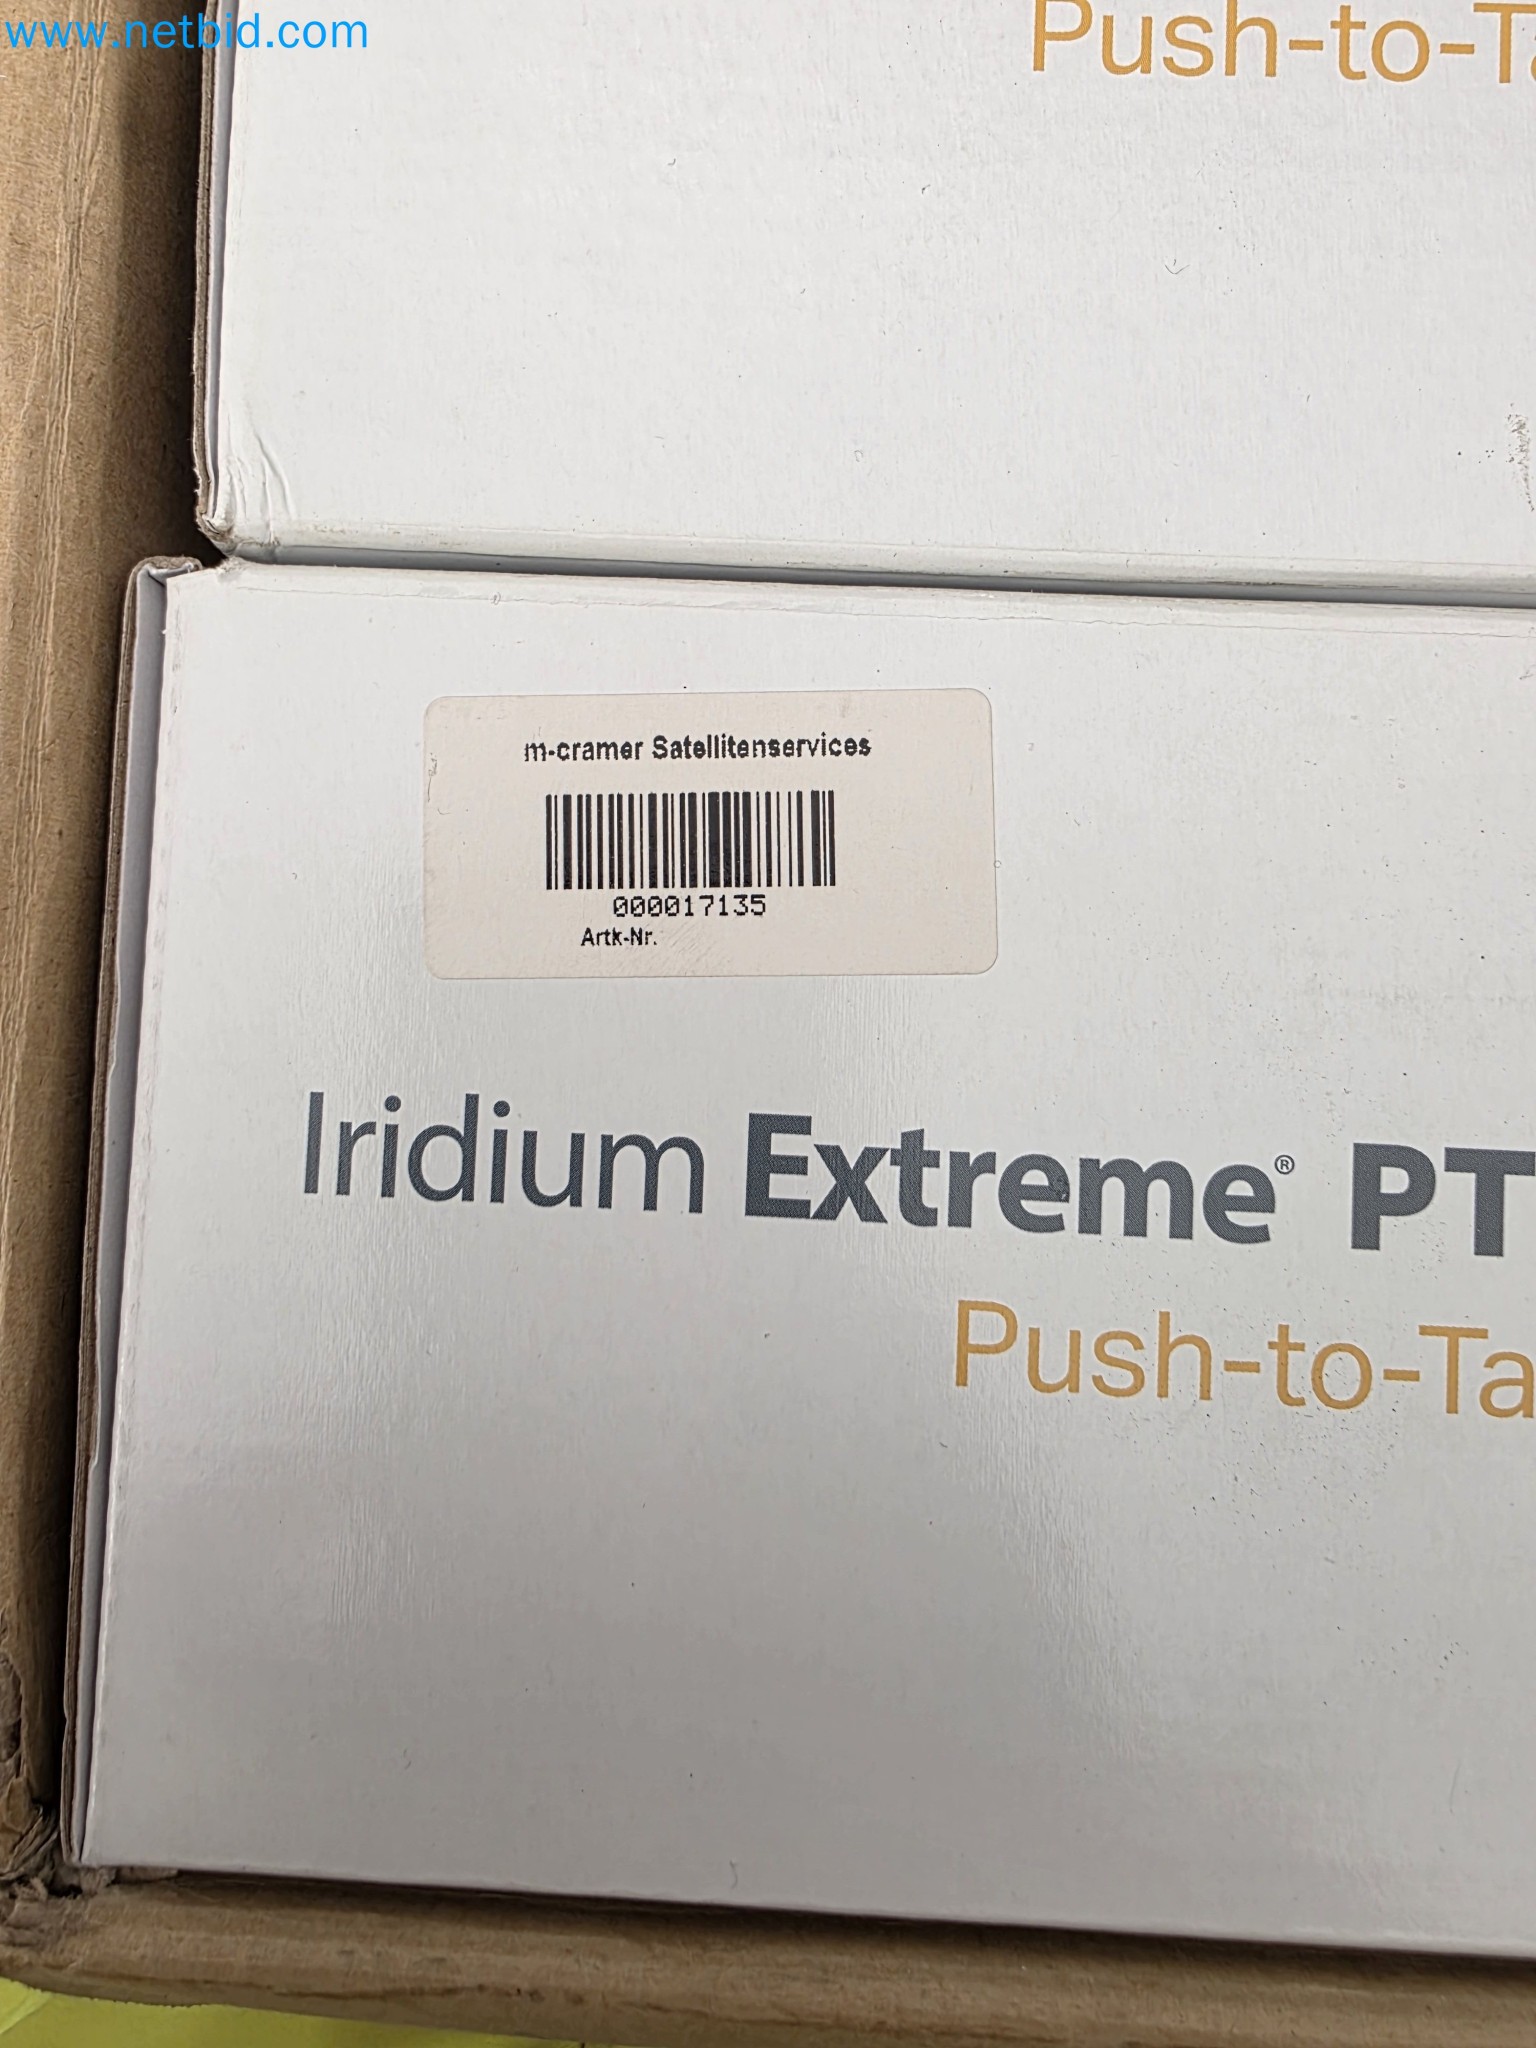 www.netbid.com
Push-to-Ta
m-cramer Satellitenservices
000017135
Artk-Nr.
Iridium Extreme® PT
Push-to-Ta